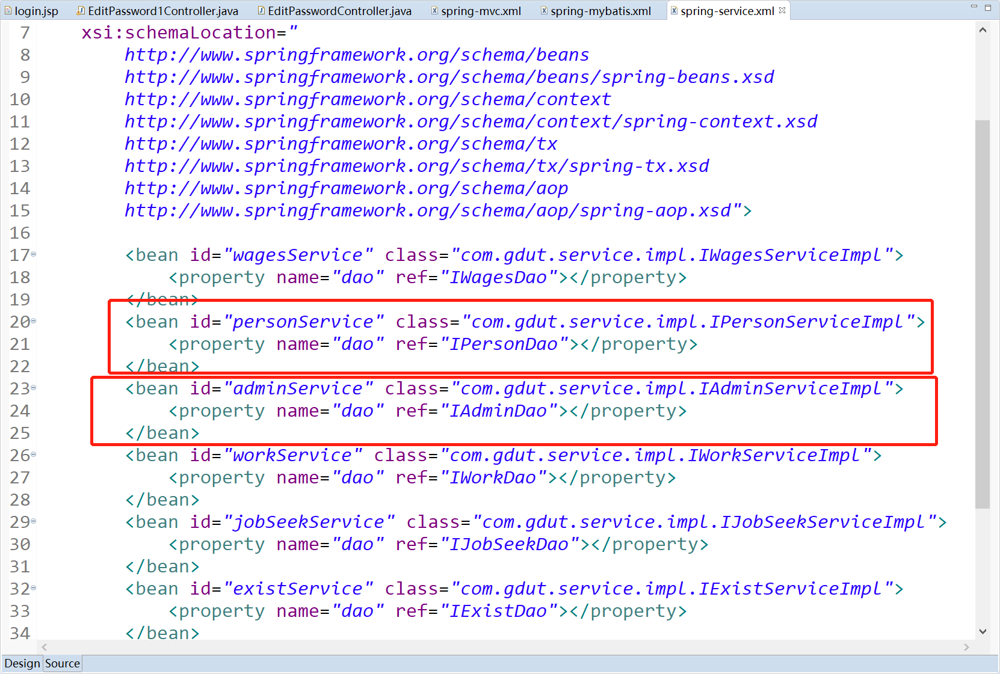 login.jsp EditPassword1Controller.java EditPasswordController.java spring-mvc.xml spring-mybatis.xml spring-service.xml
7 xsi:schemaLocation="
8 http://www.springframework.org/schema/beans
9 http://www.springframework.org/schema/beans/spring-beans.xsd
10 http://www.springframework.org/schema/context
11 http://www.springframework.org/schema/context/spring-context.xsd
12 http://www.springframework.org/schema/tx
13 http://www.springframework.org/schema/tx/spring-tx.xsd
14 http://www.springframework.org/schema/aop
15 http://www.springframework.org/schema/aop/spring-aop.xsd">
16
17 <bean id="wagesService" class="com.gdut.service.impl.IWagesServiceImpl">
18 <property name="dao" ref="IWagesDao"></property>
19 </bean>
20 <bean id="personService" class="com.gdut.service.impl.IPersonServiceImpl">
21 <property name="dao" ref="IPersonDao"></property>
22 </bean>
23 <bean id="adminService" class="com.gdut.service.impl.IAdminServiceImpl">
24 <property name="dao" ref="IAdminDao"></property>
25 </bean>
26 <bean id="workService" class="com.gdut.service.impl.IWorkServiceImpl">
27 <property name="dao" ref="IWorkDao"></property>
28 </bean>
29 <bean id="jobSeekService" class="com.gdut.service.impl.IJobSeekServiceImpl">
30 <property name="dao" ref="IJobSeekDao"></property>
31 </bean>
32 <bean id="existService" class="com.gdut.service.impl.IExistServiceImpl">
33 <property name="dao" ref="IExistDao"></property>
34 </bean>
Design Source